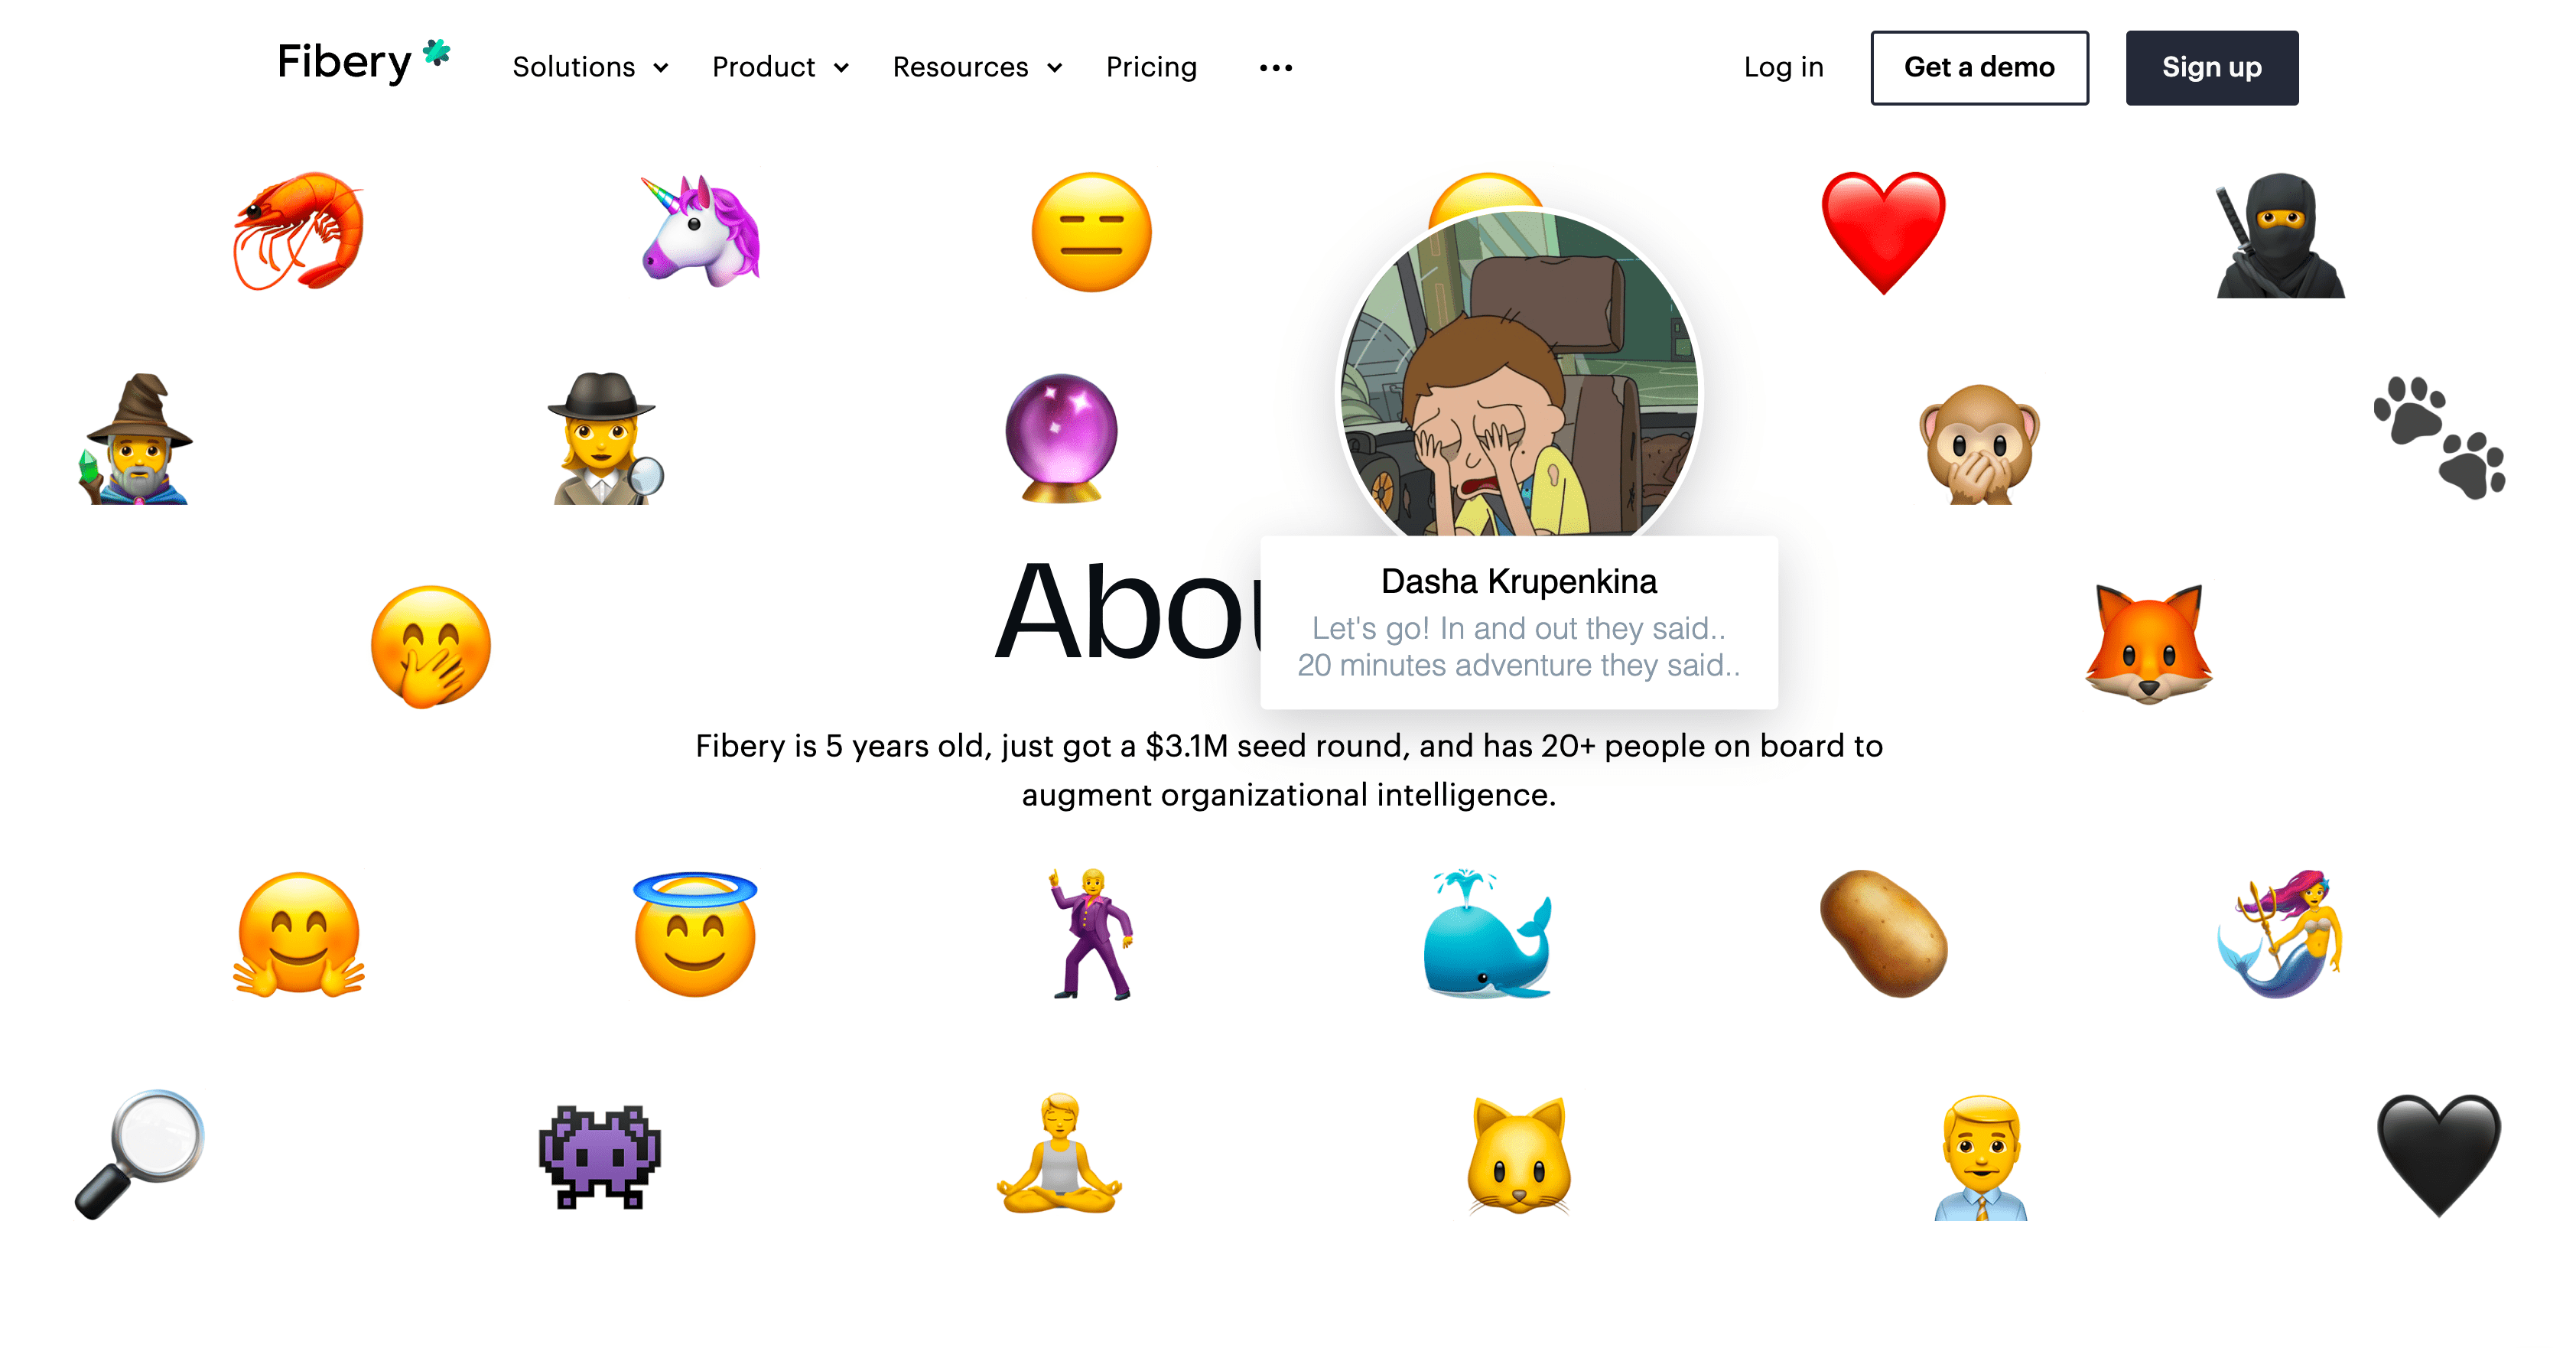 Fibery
Solutions
Product
Resources
Pricing
Log in
Get a demo
Sign up
Dasha Krupenkina
Let's go! In and out they said..
20 minutes adventure they said..
Fibery is 5 years old, just got a $3.1M seed round, and has 20+ people on board to
augment organizational intelligence.